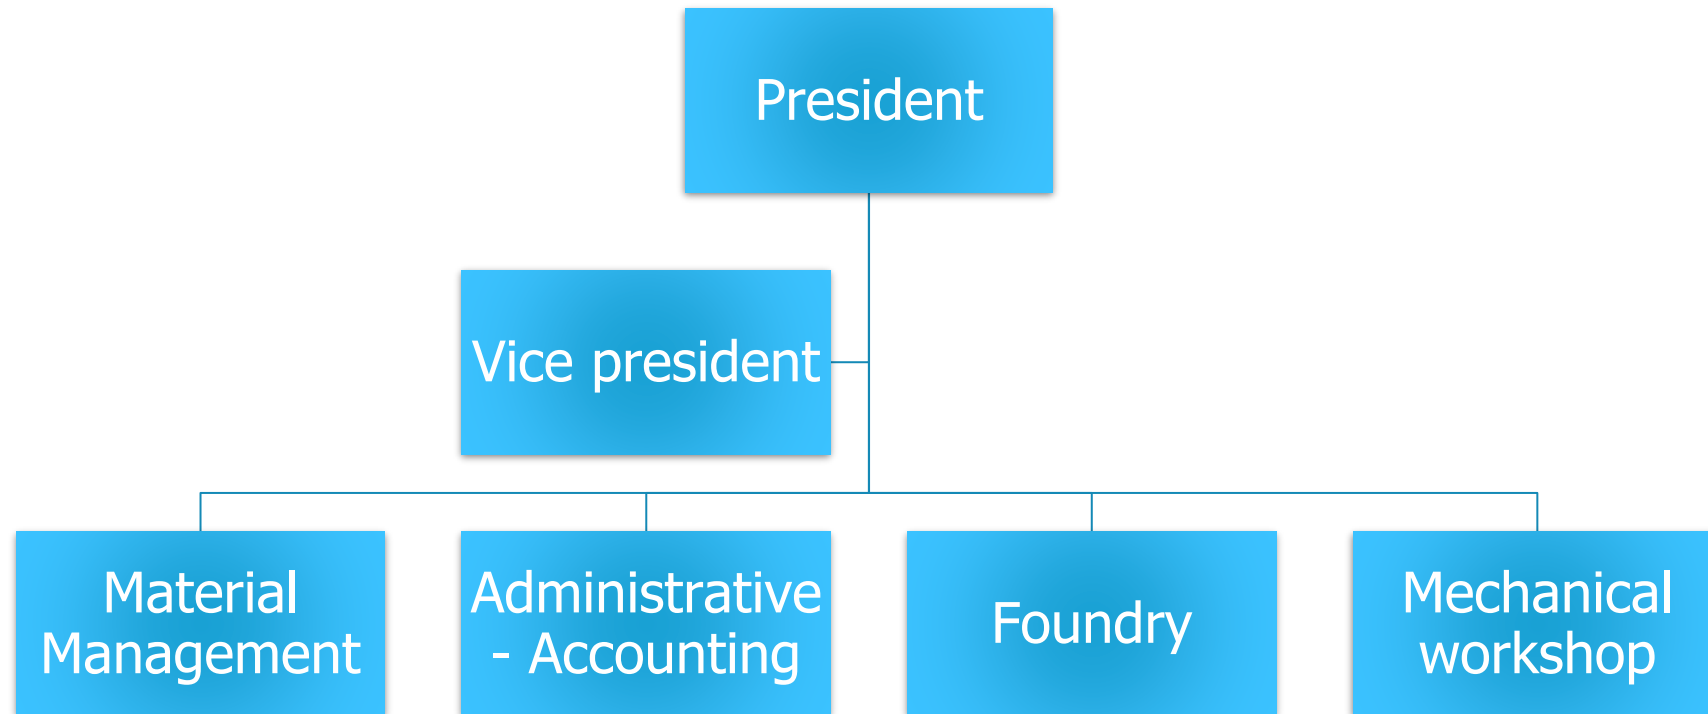 President
Vice president
Material
Management
Administrative
- Accounting
Foundry
Mechanical
workshop